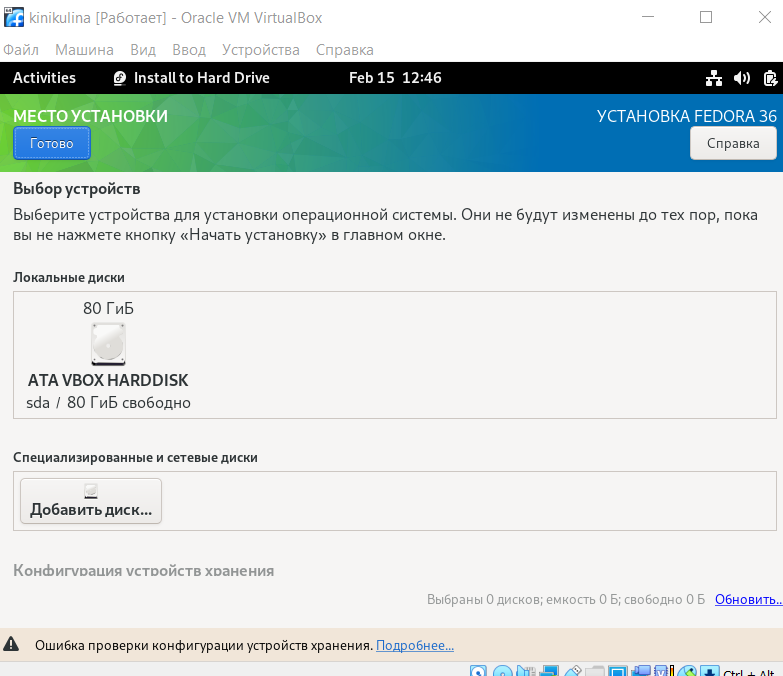 kinikulina [Работает] - Oracle VM VirtualBox
Файл Машина Вид Ввод Устройства Справка
Activities Install to Hard Drive Feb 15 12:46
МЕСТО УСТАНОВКИ УСТАНОВКА FEDORA 36
Готово Справка
Выбор устройств
Выберите устройства для установки операционной системы. Они не будут изменены до тех пор, пока
вы не нажмете кнопку «Начать установку» в главном окне.
Локальные диски
80 ГиБ
ATA VBOX HARDDISK
sda / 80 ГиБ свободно
Специализированные и сетевые диски
Добавить диск...
Конфигурация устройств хранения
Выбраны 0 дисков; емкость 0 Б; свободно 0 Б Обновить..
Ошибка проверки конфигурации устройств хранения. Подробнее...
Ctrl + Alt